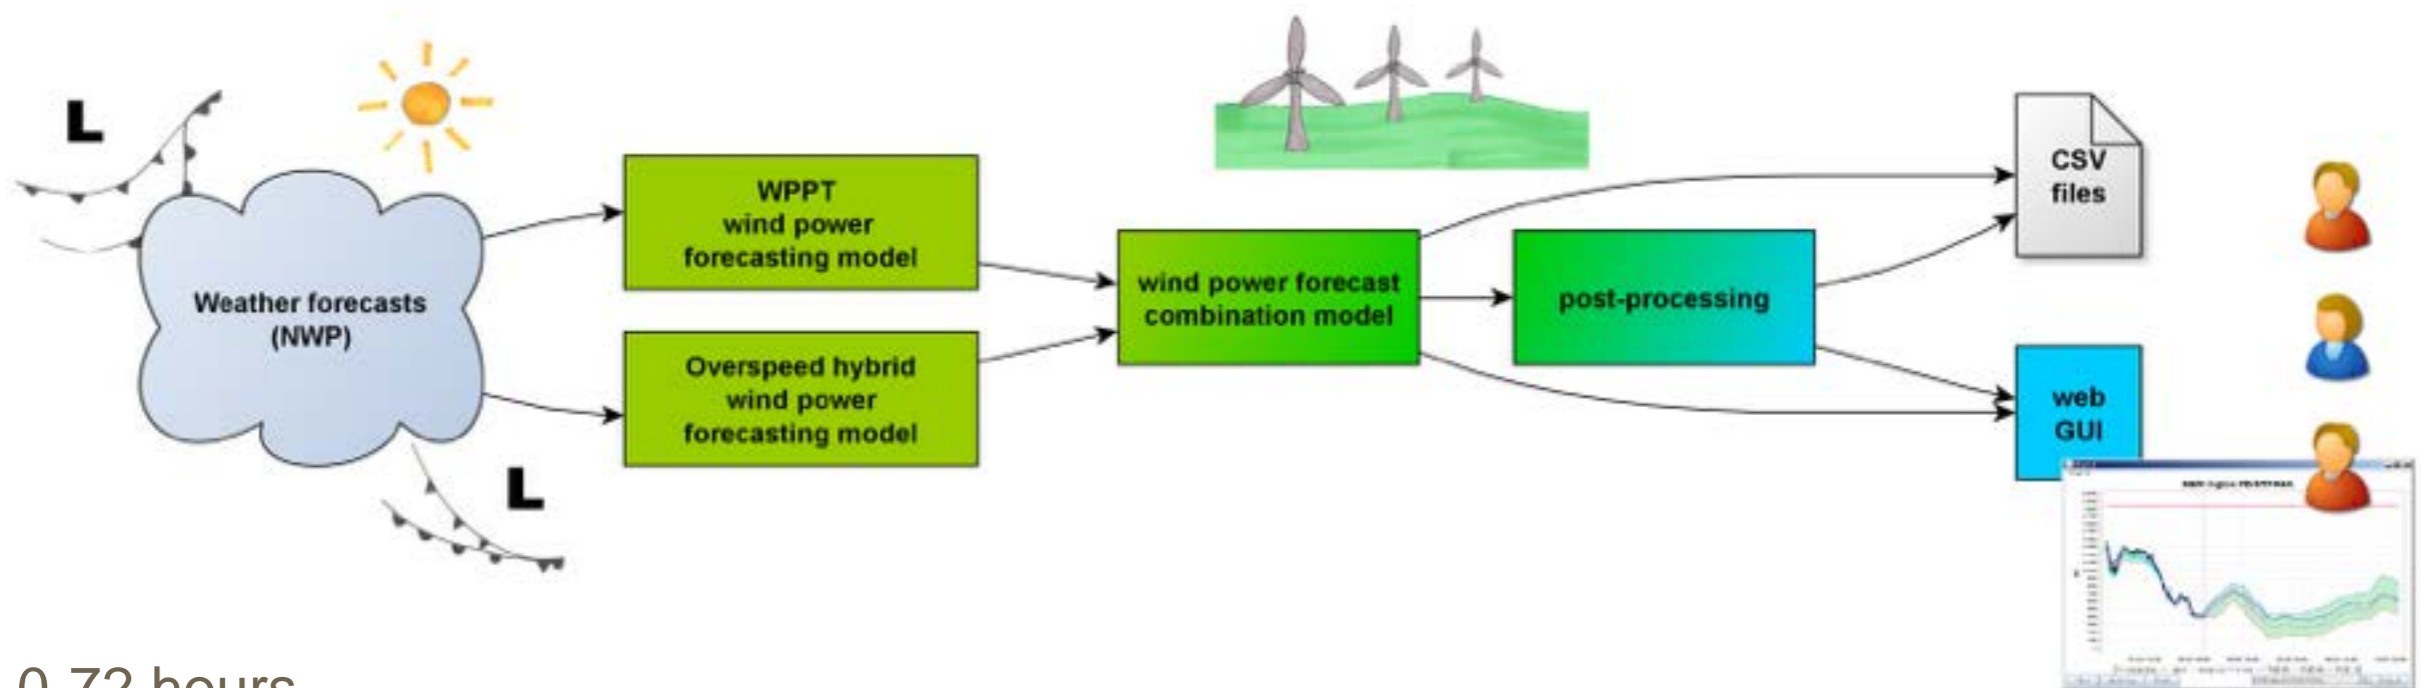 L
Weather forecasts
(NWP)
L
WPPT
wind power
forecasting model
Overspeed hybrid
wind power
forecasting model
wind power forecast
combination model
post-processing
CSV
files
web
GUI
0-72 hours